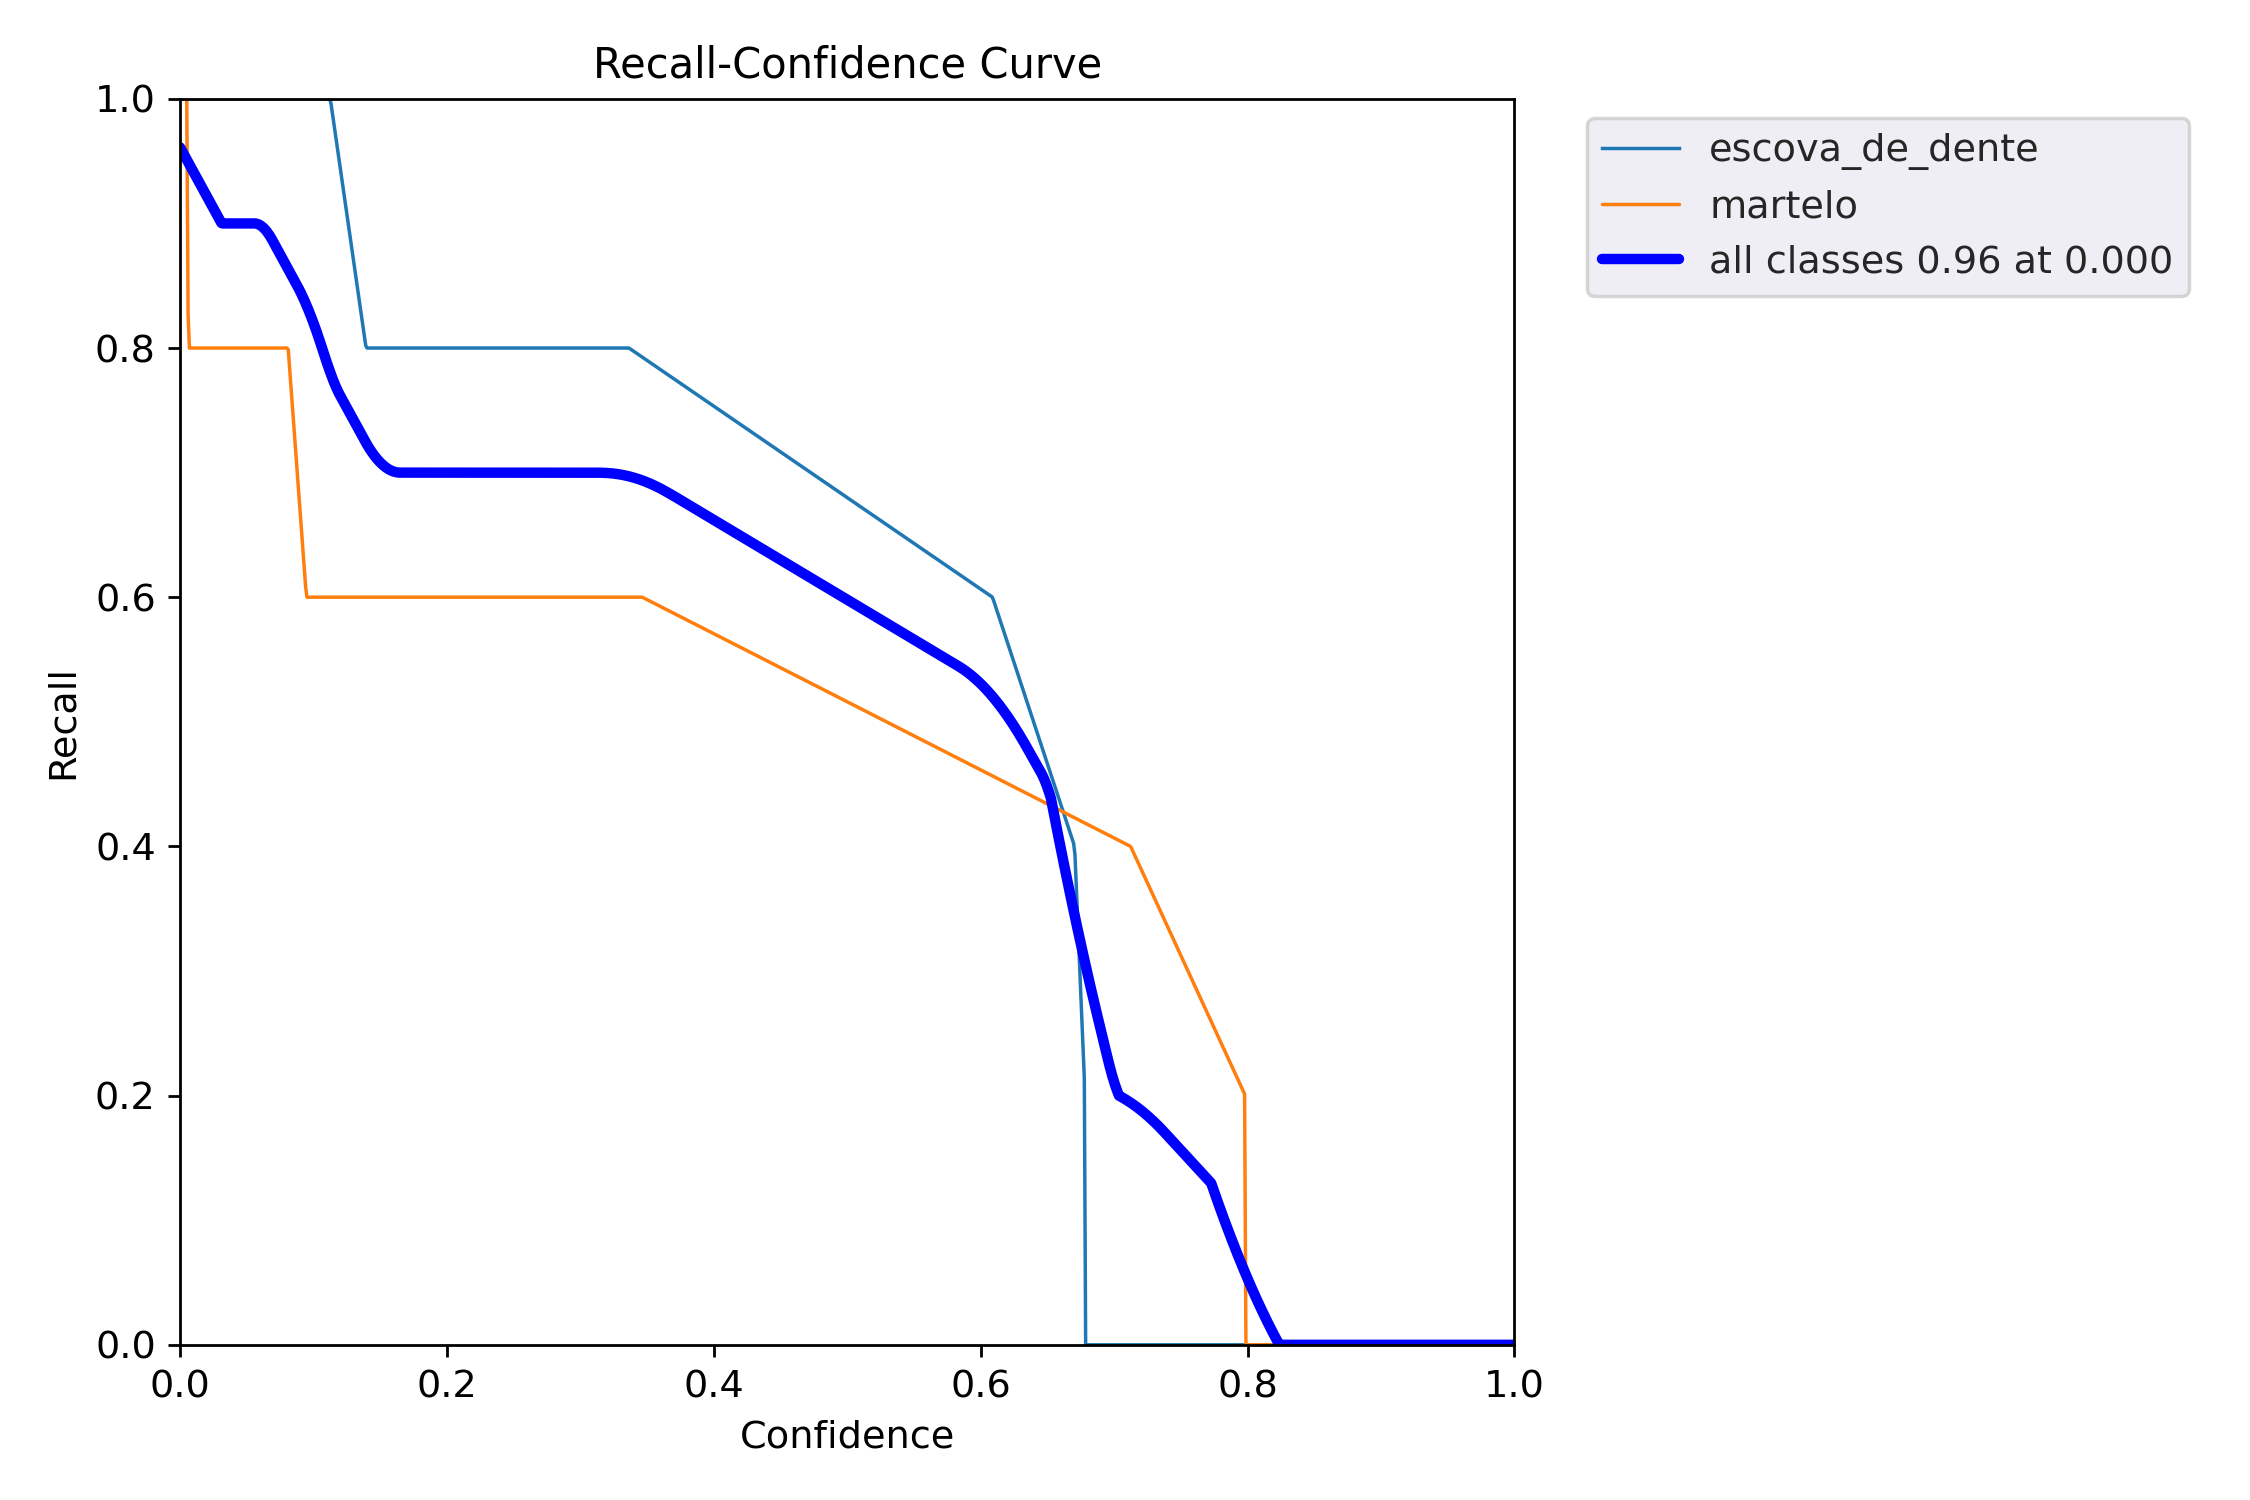 Recall-Confidence Curve
1.0
0.8
0.6
0.4
0.2
0.0
Recall
0.0 0.2 0.4 0.6 0.8 1.0
Confidence
escova_de_dente
martelo
all classes 0.96 at 0.000